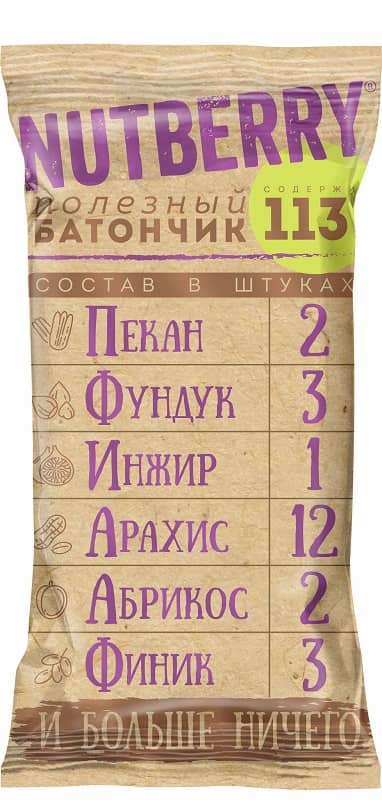 NUTBERRY®
полезный
БАТОНЧИК
СОДЕРЖ
113
СОСТАВ В ШТУКАХ
ПЕКАН 2
ФУНДУК 3
ИНЖИР 1
АРАХИС 12
АБРИКОС 2
ФИНИК 3
И БОЛЬШЕ НИЧЕГО